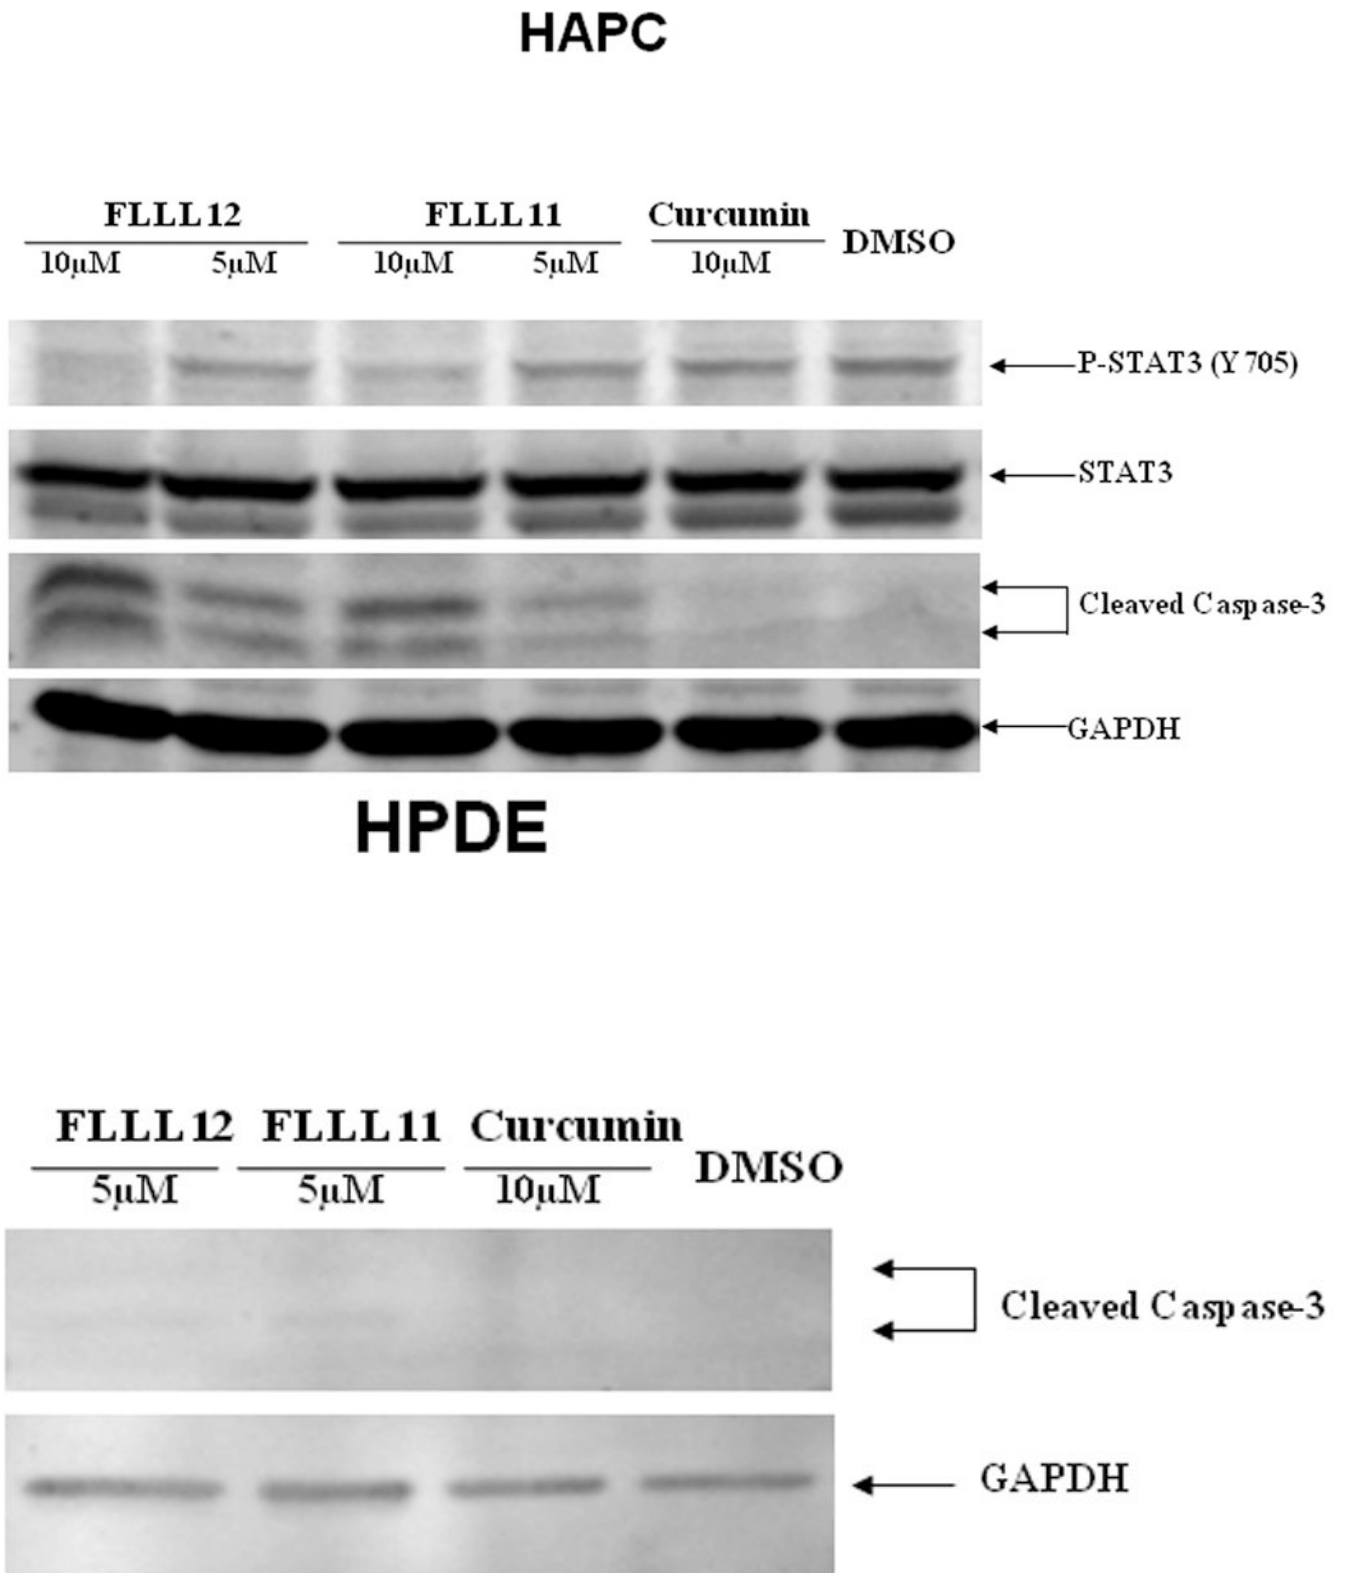 HAPC
FLLL12 FLLL11 Curcumin DMSO
10µM 5µM 10µM 5µM 10µM
P-STAT3 (Y705)
STAT3
Cleaved Caspase-3
GAPDH
HPDE
FLLL12 FLLL11 Curcumin DMSO
5µM 5µM 10µM
Cleaved Caspase-3
GAPDH